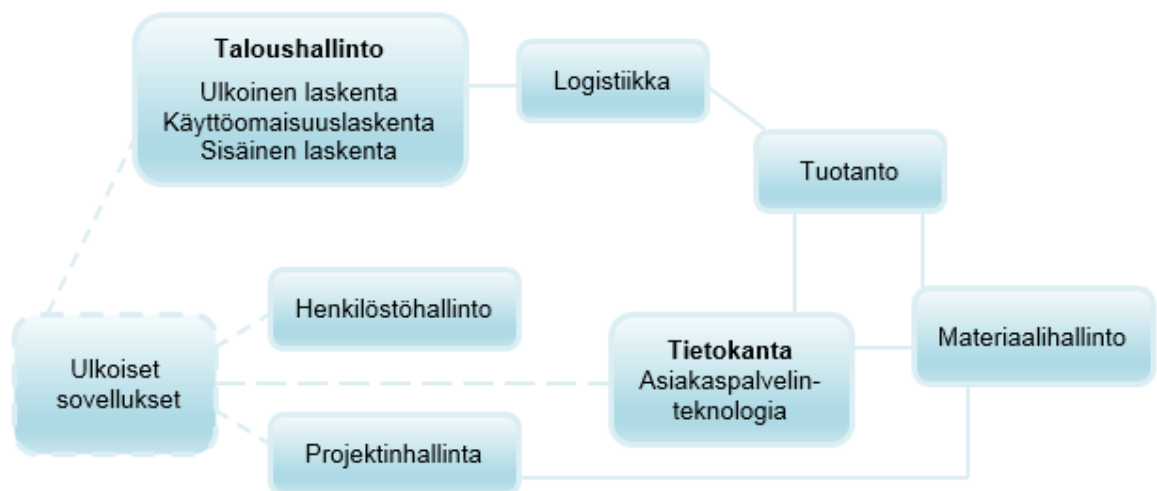 Taloushallinto
Ulkoinen laskenta
Käyttöomaisuuslaskenta
Sisäinen laskenta
Logistiikka
Tuotanto
Henkilöstöhallinto
Ulkoiset
sovellukset
Tietokanta
Asiakaspalvelin-
teknologia
Materiaalihallinto
Projektinhallinta